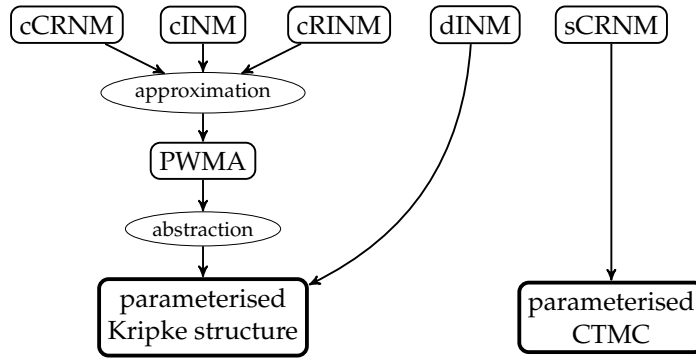 cCRNM cINM cRINM dINM sCRNM
approximation
PWMA
abstraction
parameterised
Kripke structure
parameterised
CTMC